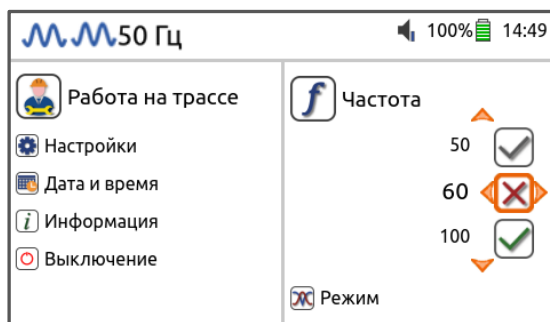 50 Гц
100% 14:49
Работа на трассе
Настройки
Дата и время
i Информация
Выключение
f Частота
50
60
100
Режим